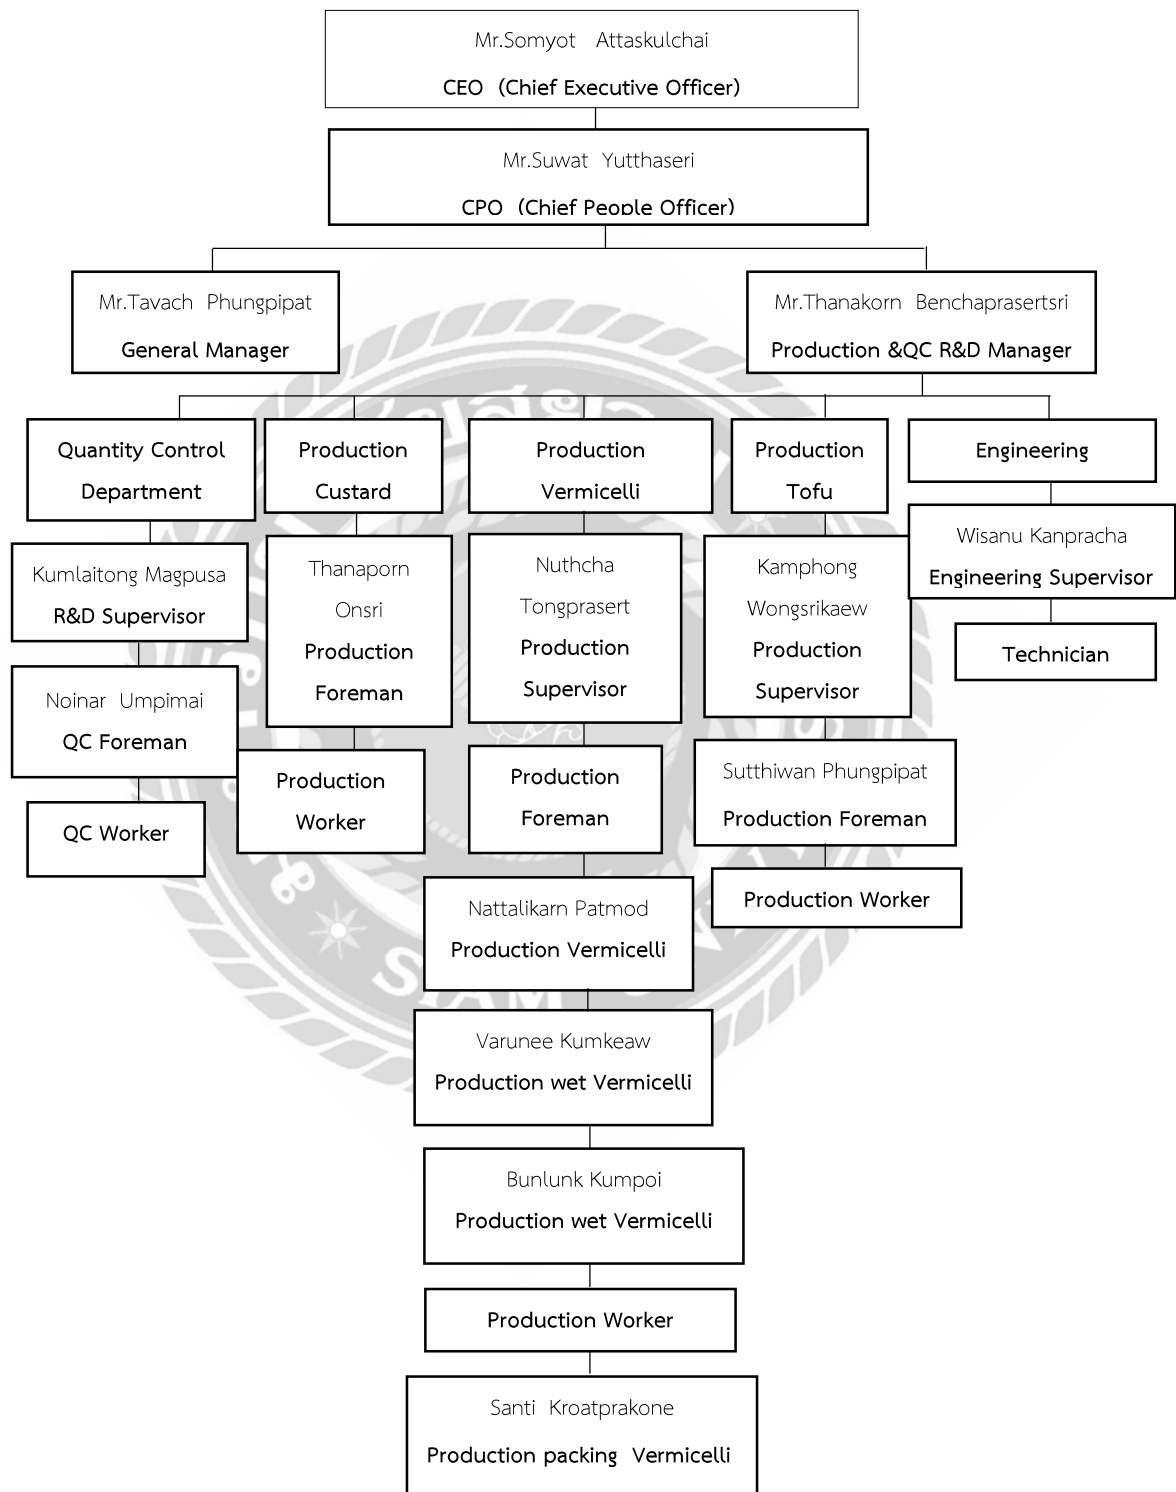 Mr.Somyot Attaskulchai
CEO (Chief Executive Officer)
Mr.Suwat Yutthaseri
CPO (Chief People Officer)
Mr.Tavach Phungpipat
General Manager
Mr.Thanakorn Benchaprasertsri
Production &QC R&D Manager
Quantity Control
Department
Kumlaitong Magpusa
R&D Supervisor
Noinar Umpimai
QC Foreman
QC Worker
Production
Custard
Thanaporn
Onsri
Production
Foreman
Production
Worker
Production
Vermicelli
Nuthcha
Tongprasert
Production
Supervisor
Production
Foreman
Nattalikarn Patmod
Production Vermicelli
Varunee Kumkeaw
Production wet Vermicelli
Bunlunk Kumpoi
Production wet Vermicelli
Production Worker
Santi Kroatprakone
Production packing Vermicelli
Production
Tofu
Kamphong
Wongsrikaew
Production
Supervisor
Sutthiwan Phungpipat
Production Foreman
Production Worker
Engineering
Wisanu Kanpracha
Engineering Supervisor
Technician
SIAM